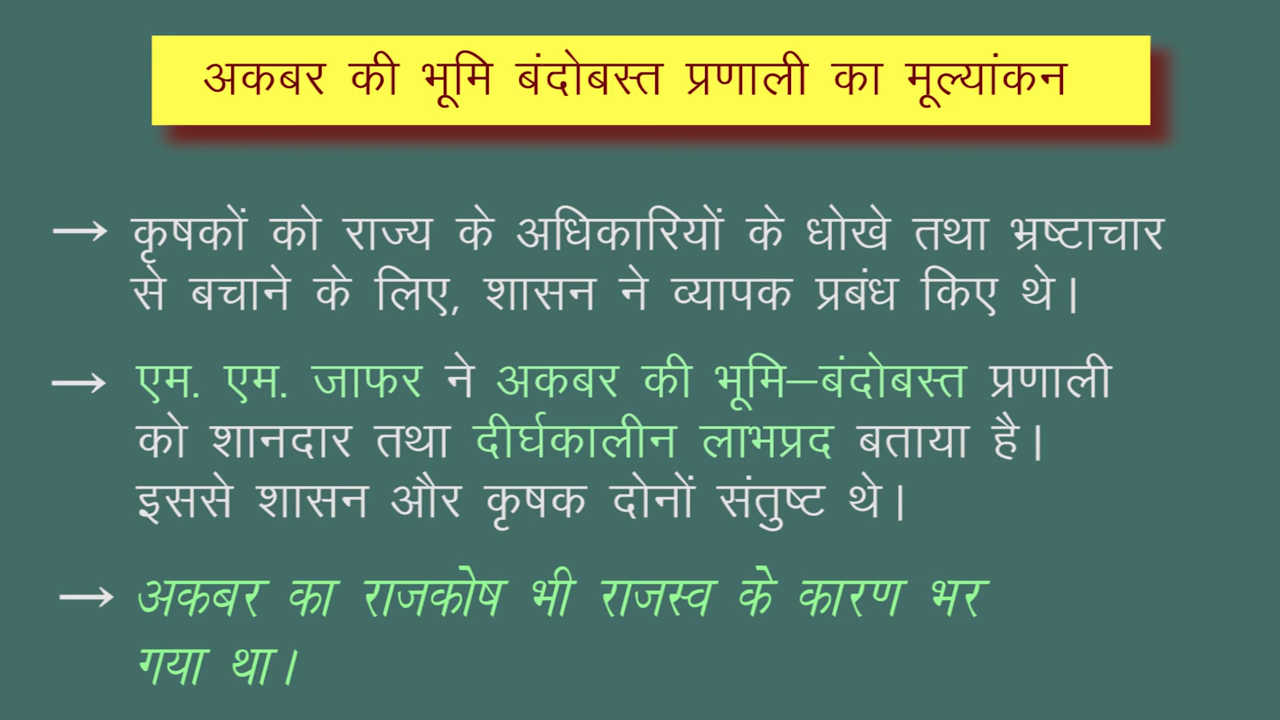 अकबर की भूमि बंदोबस्त प्रणाली का मूल्यांकन
→ कृषकों को राज्य के अधिकारियों के धोखे तथा भ्रष्टाचार
से बचाने के लिए, शासन ने व्यापक प्रबंध किए थे।
→ एम. एम. जाफर ने अकबर की भूमि–बंदोबस्त प्रणाली
को शानदार तथा दीर्घकालीन लाभप्रद बताया है।
इससे शासन और कृषक दोनों संतुष्ट थे।
→ अकबर का राजकोष भी राजस्व के कारण भर
गया था।